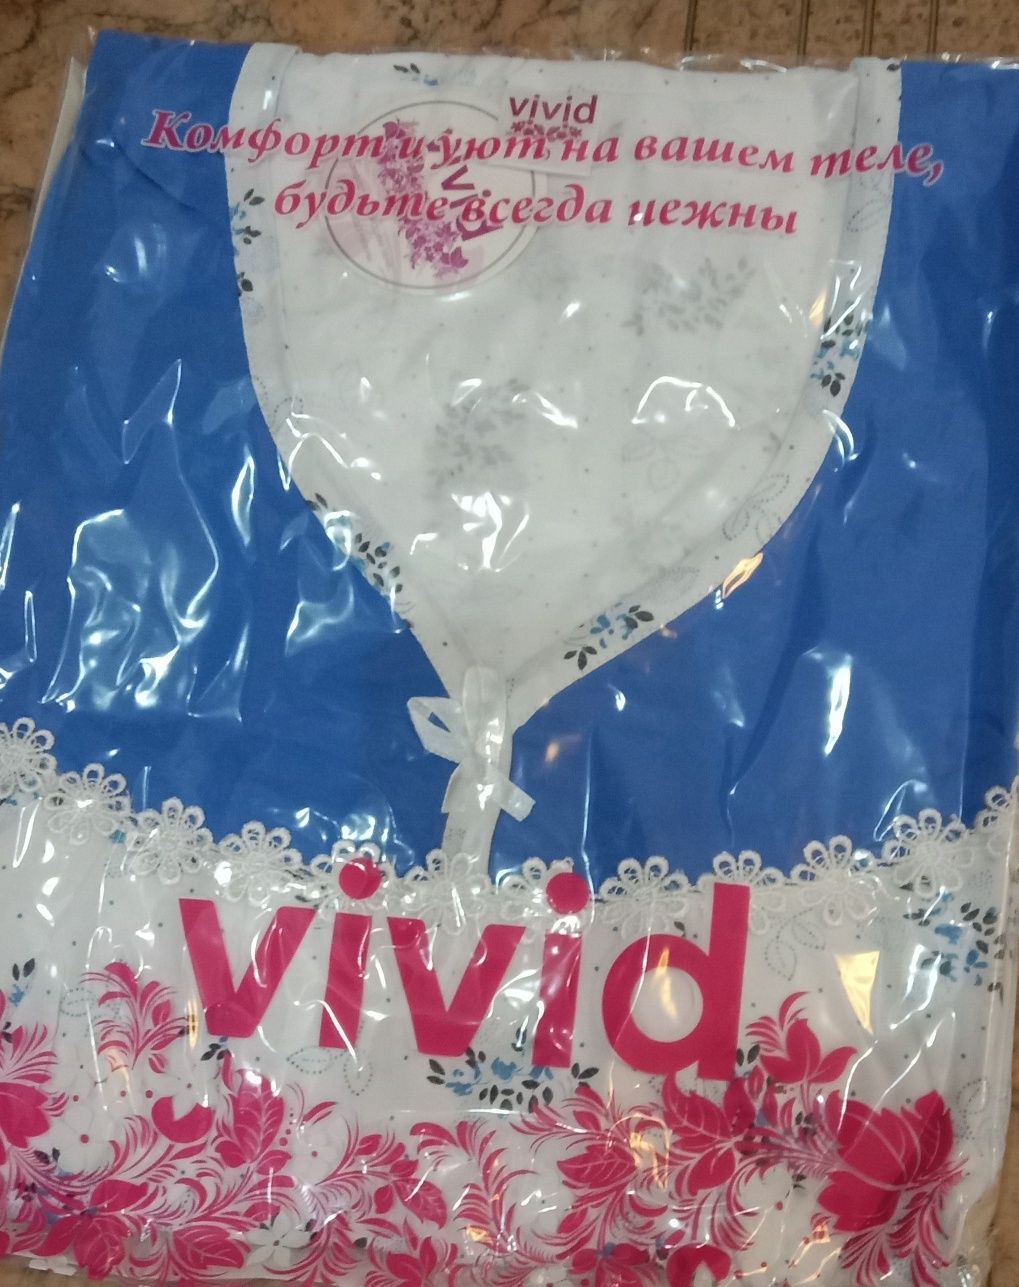 vivid
Комфорт и уют на вашем теле,
будьте всегда нежны
vivid